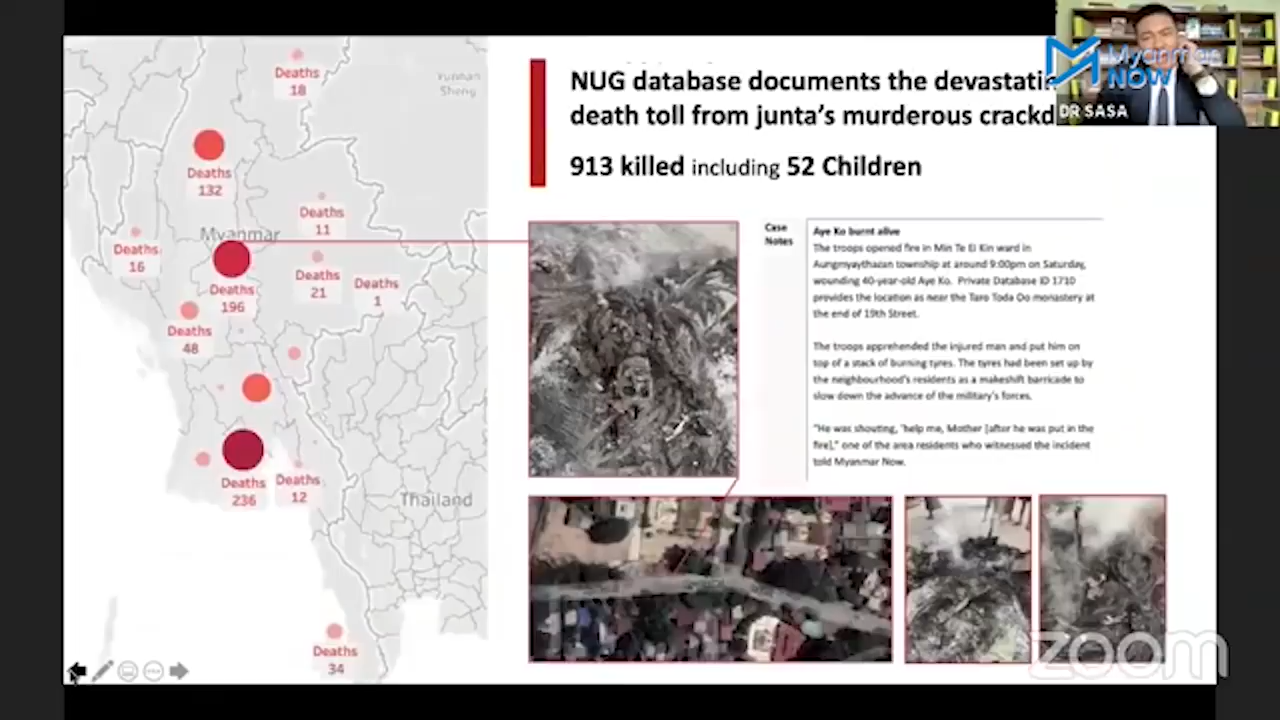 Myanmar
NOW
DR SASA
NUG database documents the devastatin
death toll from junta's murderous crackd
913 killed including 52 Children
Yunnan
Sheng
Deaths
18
Deaths
132
Deaths
11
Myanmar
Deaths
16
Deaths
21
Deaths
1
Deaths
196
Deaths
48
Deaths
236
Deaths
12
Thailand
Deaths
34
Case
Notes
Aye Ko burnt alive
The troops opened fire in Min Te Ei Kin ward in
Aungmyaythazan township at around 9:00pm on Saturday,
wounding 40-year-old Aye Ko. Private Database ID 1710
provides the location as near the Taro Toda Oo monastery at
the end of 19th Street.
The troops apprehended the injured man and put him on
top of a stack of burning tyres. The tyres had been set up by
the neighbourhood's residents as a makeshift barricade to
slow down the advance of the military's forces.
"He was shouting, 'help me, Mother [after he was put in the
fire]," one of the area residents who witnessed the incident
told Myanmar Now.
zoom